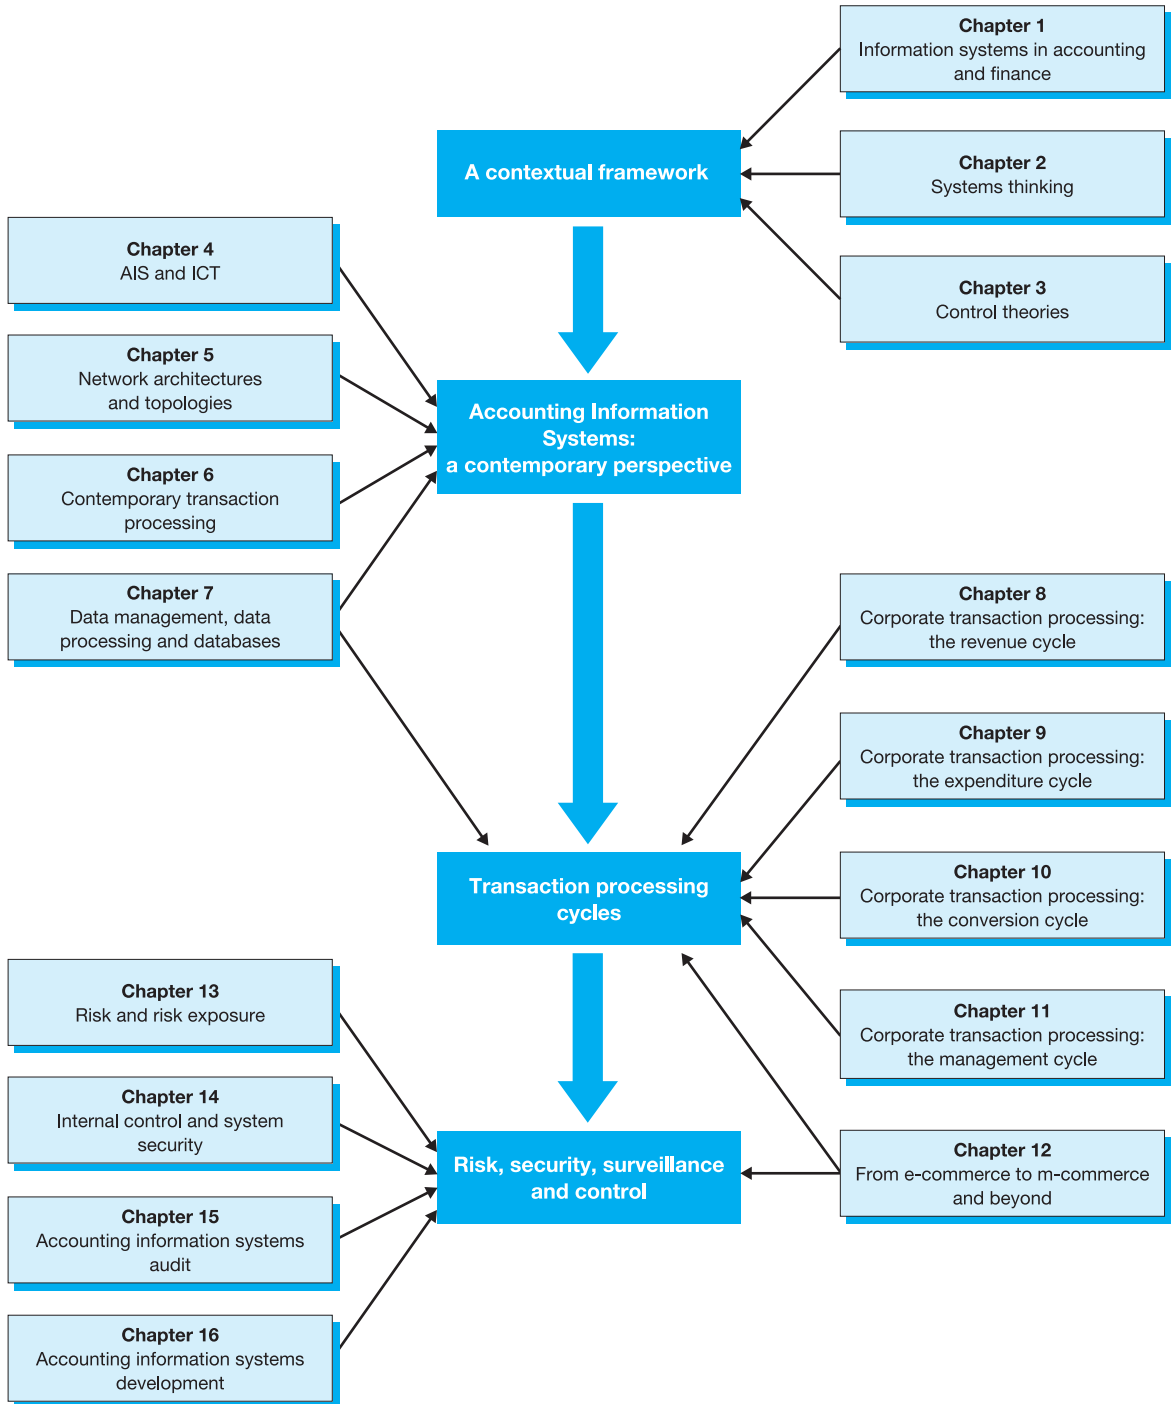 Chapter 1
Information systems in accounting
and finance
A contextual framework
Chapter 2
Systems thinking
Chapter 3
Control theories
Chapter 4
AIS and ICT
Chapter 5
Network architectures
and topologies
Chapter 6
Contemporary transaction
processing
Chapter 7
Data management, data
processing and databases
Accounting Information
Systems:
a contemporary perspective
Chapter 8
Corporate transaction processing:
the revenue cycle
Chapter 9
Corporate transaction processing:
the expenditure cycle
Chapter 10
Corporate transaction processing:
the conversion cycle
Chapter 11
Corporate transaction processing:
the management cycle
Chapter 12
From e-commerce to m-commerce
and beyond
Transaction processing
cycles
Chapter 13
Risk and risk exposure
Chapter 14
Internal control and system
security
Chapter 15
Accounting information systems
audit
Chapter 16
Accounting information systems
development
Risk, security, surveillance
and control